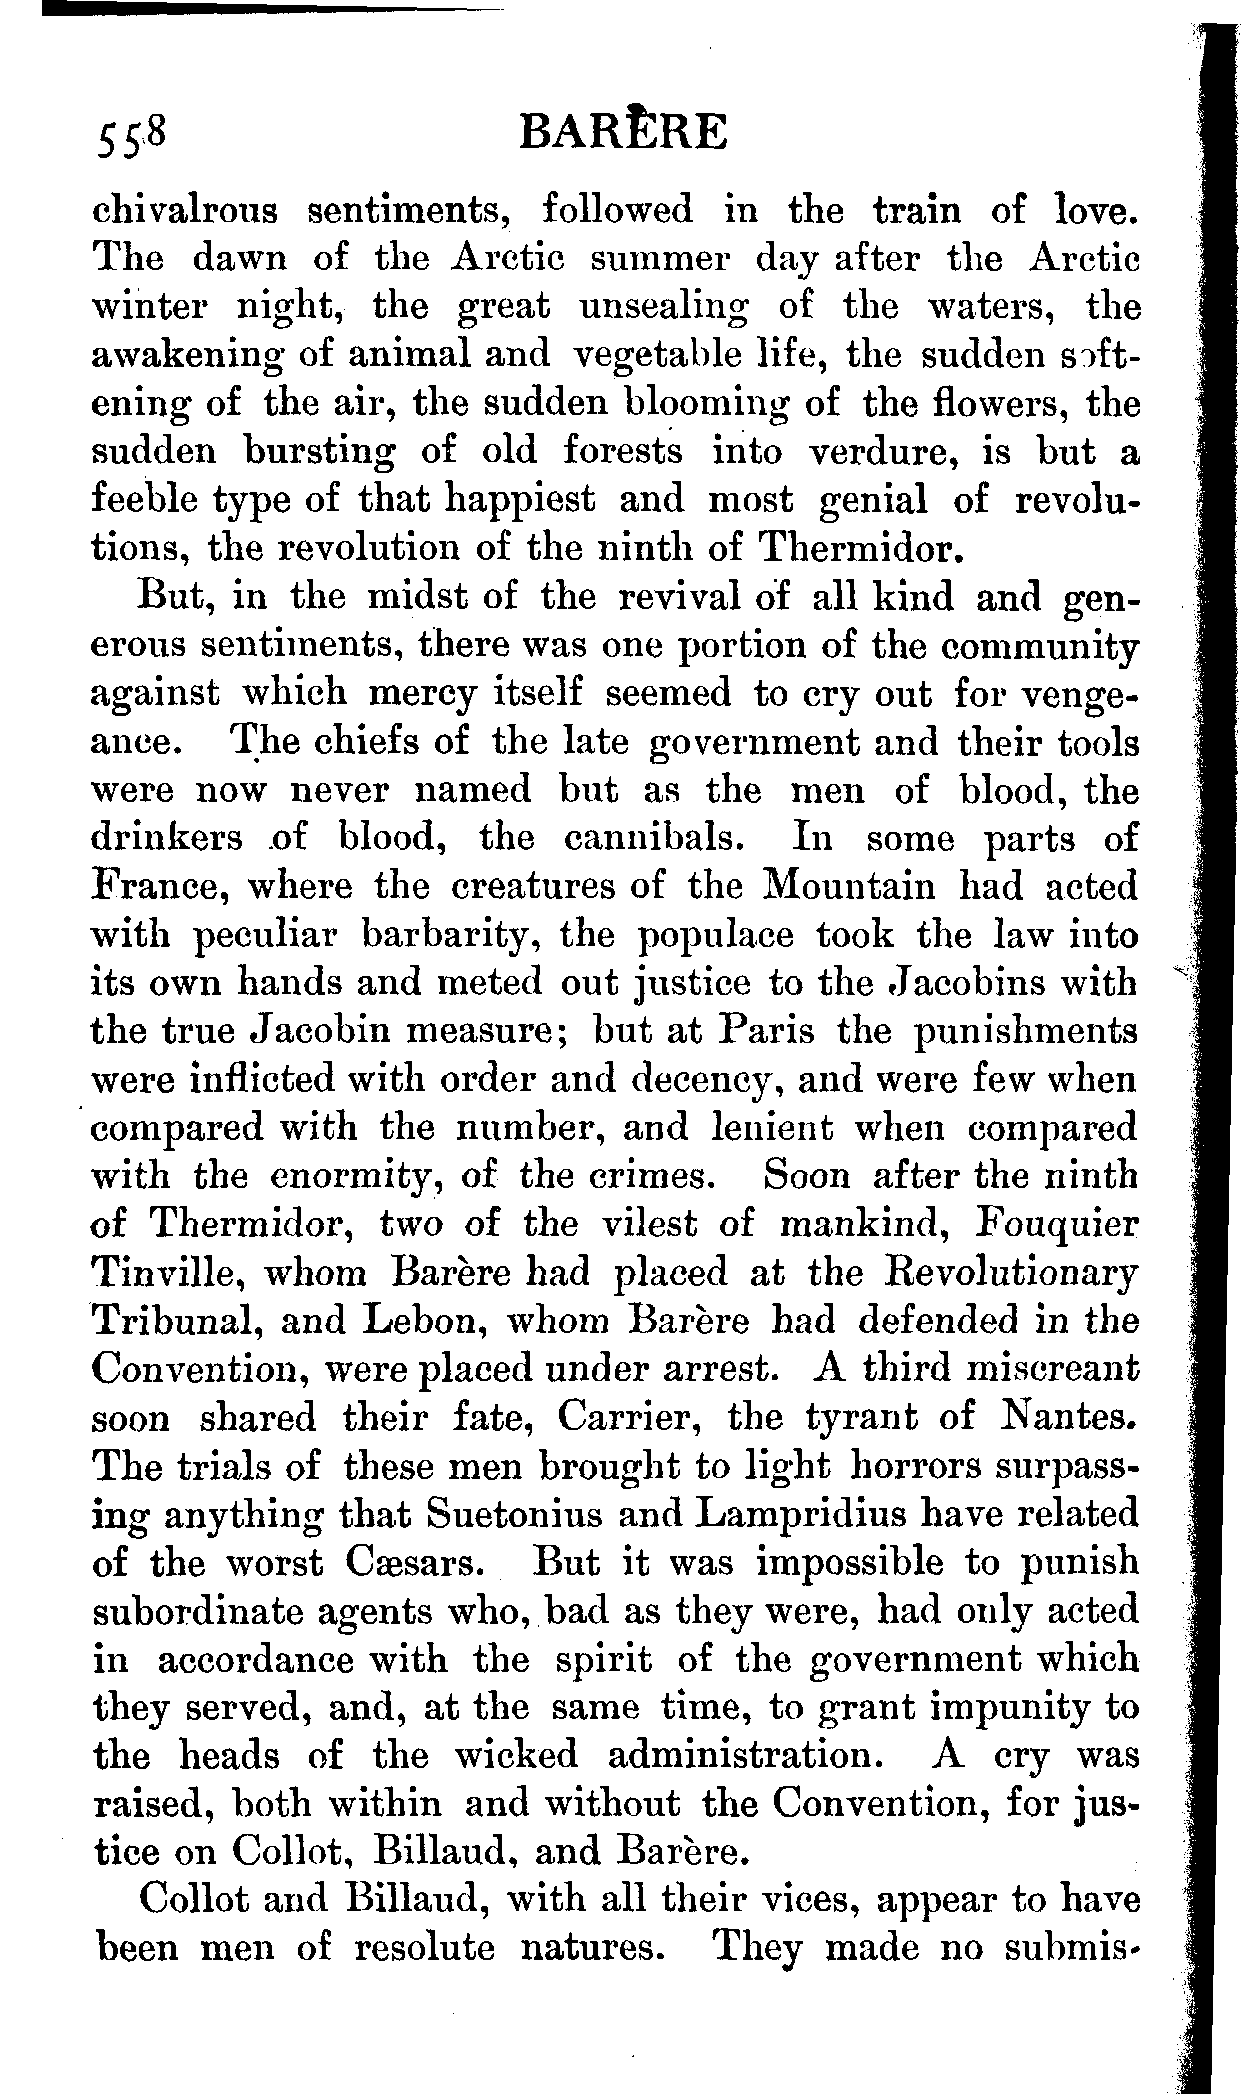 558 BARÈRE
chivalrous sentiments, followed in the train of love.
The dawn of the Arctic summer day after the Arctic
winter night, the great unsealing of the waters, the
awakening of animal and vegetable life, the sudden soft-
ening of the air, the sudden blooming of the flowers, the
sudden bursting of old forests into verdure, is but a
feeble type of that happiest and most genial of revolu-
tions, the revolution of the ninth of Thermidor.
But, in the midst of the revival of all kind and gen-
erous sentiments, there was one portion of the community
against which mercy itself seemed to cry out for venge-
ance. The chiefs of the late government and their tools
were now never named but as the men of blood, the
drinkers of blood, the cannibals. In some parts of
France, where the creatures of the Mountain had acted
with peculiar barbarity, the populace took the law into
its own hands and meted out justice to the Jacobins with
the true Jacobin measure; but at Paris the punishments
were inflicted with order and decency, and were few when
compared with the number, and lenient when compared
with the enormity, of the crimes. Soon after the ninth
of Thermidor, two of the vilest of mankind, Fouquier
Tinville, whom Barère had placed at the Revolutionary
Tribunal, and Lebon, whom Barère had defended in the
Convention, were placed under arrest. A third miscreant
soon shared their fate, Carrier, the tyrant of Nantes.
The trials of these men brought to light horrors surpass-
ing anything that Suetonius and Lampridius have related
of the worst Cæsars. But it was impossible to punish
subordinate agents who, bad as they were, had only acted
in accordance with the spirit of the government which
they served, and, at the same time, to grant impunity to
the heads of the wicked administration. A cry was
raised, both within and without the Convention, for jus-
tice on Collot, Billaud, and Barère.
Collot and Billaud, with all their vices, appear to have
been men of resolute natures. They made no submis-